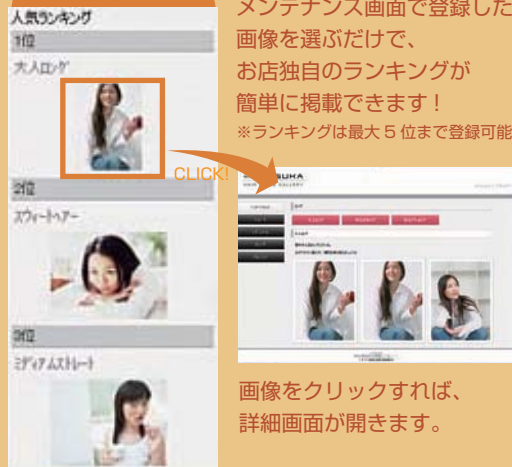 人気ランキング
1位
大人ロング
2位
スウィートヘアー
3位
ミディアムストレート
メンテナンス画面で登録した
画像を選ぶだけで、
お店独自のランキングが
簡単に掲載できます!
※ランキングは最大5位まで登録可能
CLICK!
画像をクリックすれば、
詳細画面が開きます。